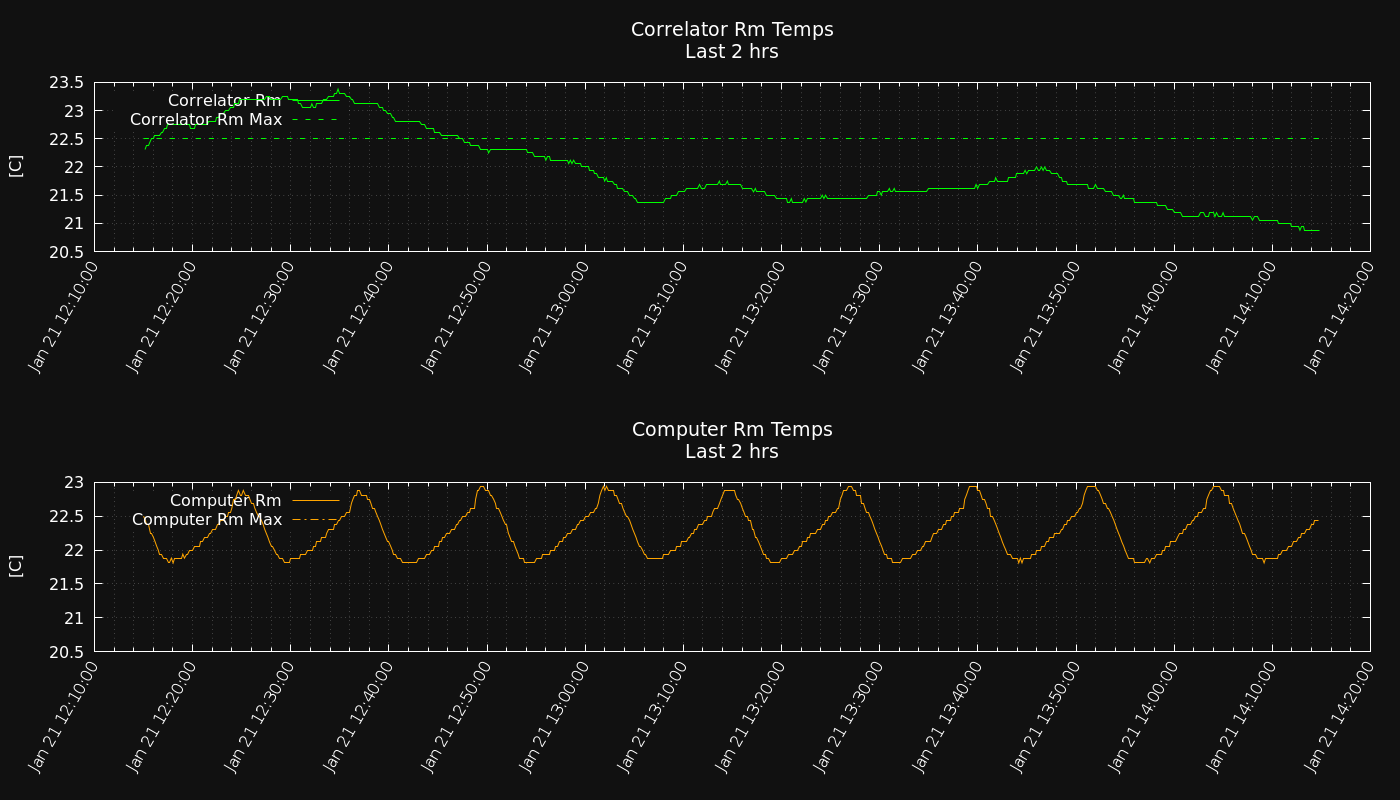 Correlator Rm Temps
Last 2 hrs
23.5
23
22.5
22
21.5
21
20.5
[C]
Correlator Rm
Correlator Rm Max
Jan 21 12:10:00
Jan 21 12:20:00
Jan 21 12:30:00
Jan 21 12:40:00
Jan 21 12:50:00
Jan 21 13:00:00
Jan 21 13:10:00
Jan 21 13:20:00
Jan 21 13:30:00
Jan 21 13:40:00
Jan 21 13:50:00
Jan 21 14:00:00
Jan 21 14:10:00
Jan 21 14:20:00
Computer Rm Temps
Last 2 hrs
23
22.5
22
21.5
21
20.5
[C]
Computer Rm
Computer Rm Max
Jan 21 12:10:00
Jan 21 12:20:00
Jan 21 12:30:00
Jan 21 12:40:00
Jan 21 12:50:00
Jan 21 13:00:00
Jan 21 13:10:00
Jan 21 13:20:00
Jan 21 13:30:00
Jan 21 13:40:00
Jan 21 13:50:00
Jan 21 14:00:00
Jan 21 14:10:00
Jan 21 14:20:00